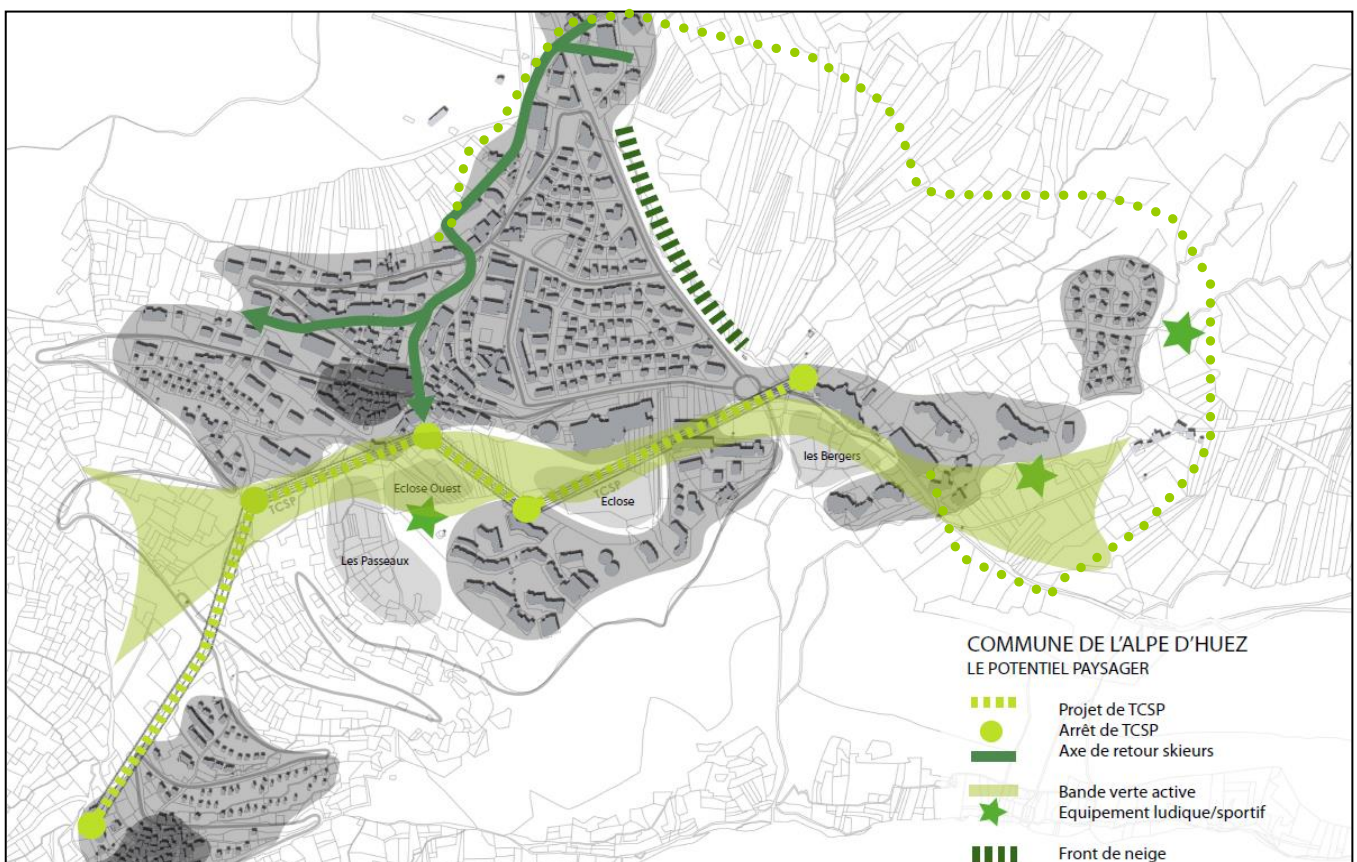 TCSP
Eclose Ouest
TCSP
Eclose
les Bergers
Les Passeaux
COMMUNE DE L'ALPE D'HUEZ
LE POTENTIEL PAYSAGER
Projet de TCSP
Arrêt de TCSP
Axe de retour skieurs
Bande verte active
Equipement ludique/sportif
Front de neige